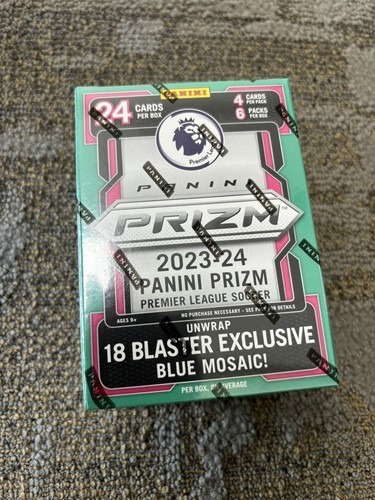 PANINI
24 CARDS PER BOX
4 CARDS PER PACK
6 PACKS PER BOX
Premier
PANINI
PRIZM
2023-24
PANINI PRIZM
PREMIER LEAGUE SOCCER
NO PURCHASE NECESSARY - SEE FOR DETAILS
AGES 9+
UNWRAP
18 BLASTER EXCLUSIVE
BLUE MOSAIC!
PER BOX, ON AVERAGE